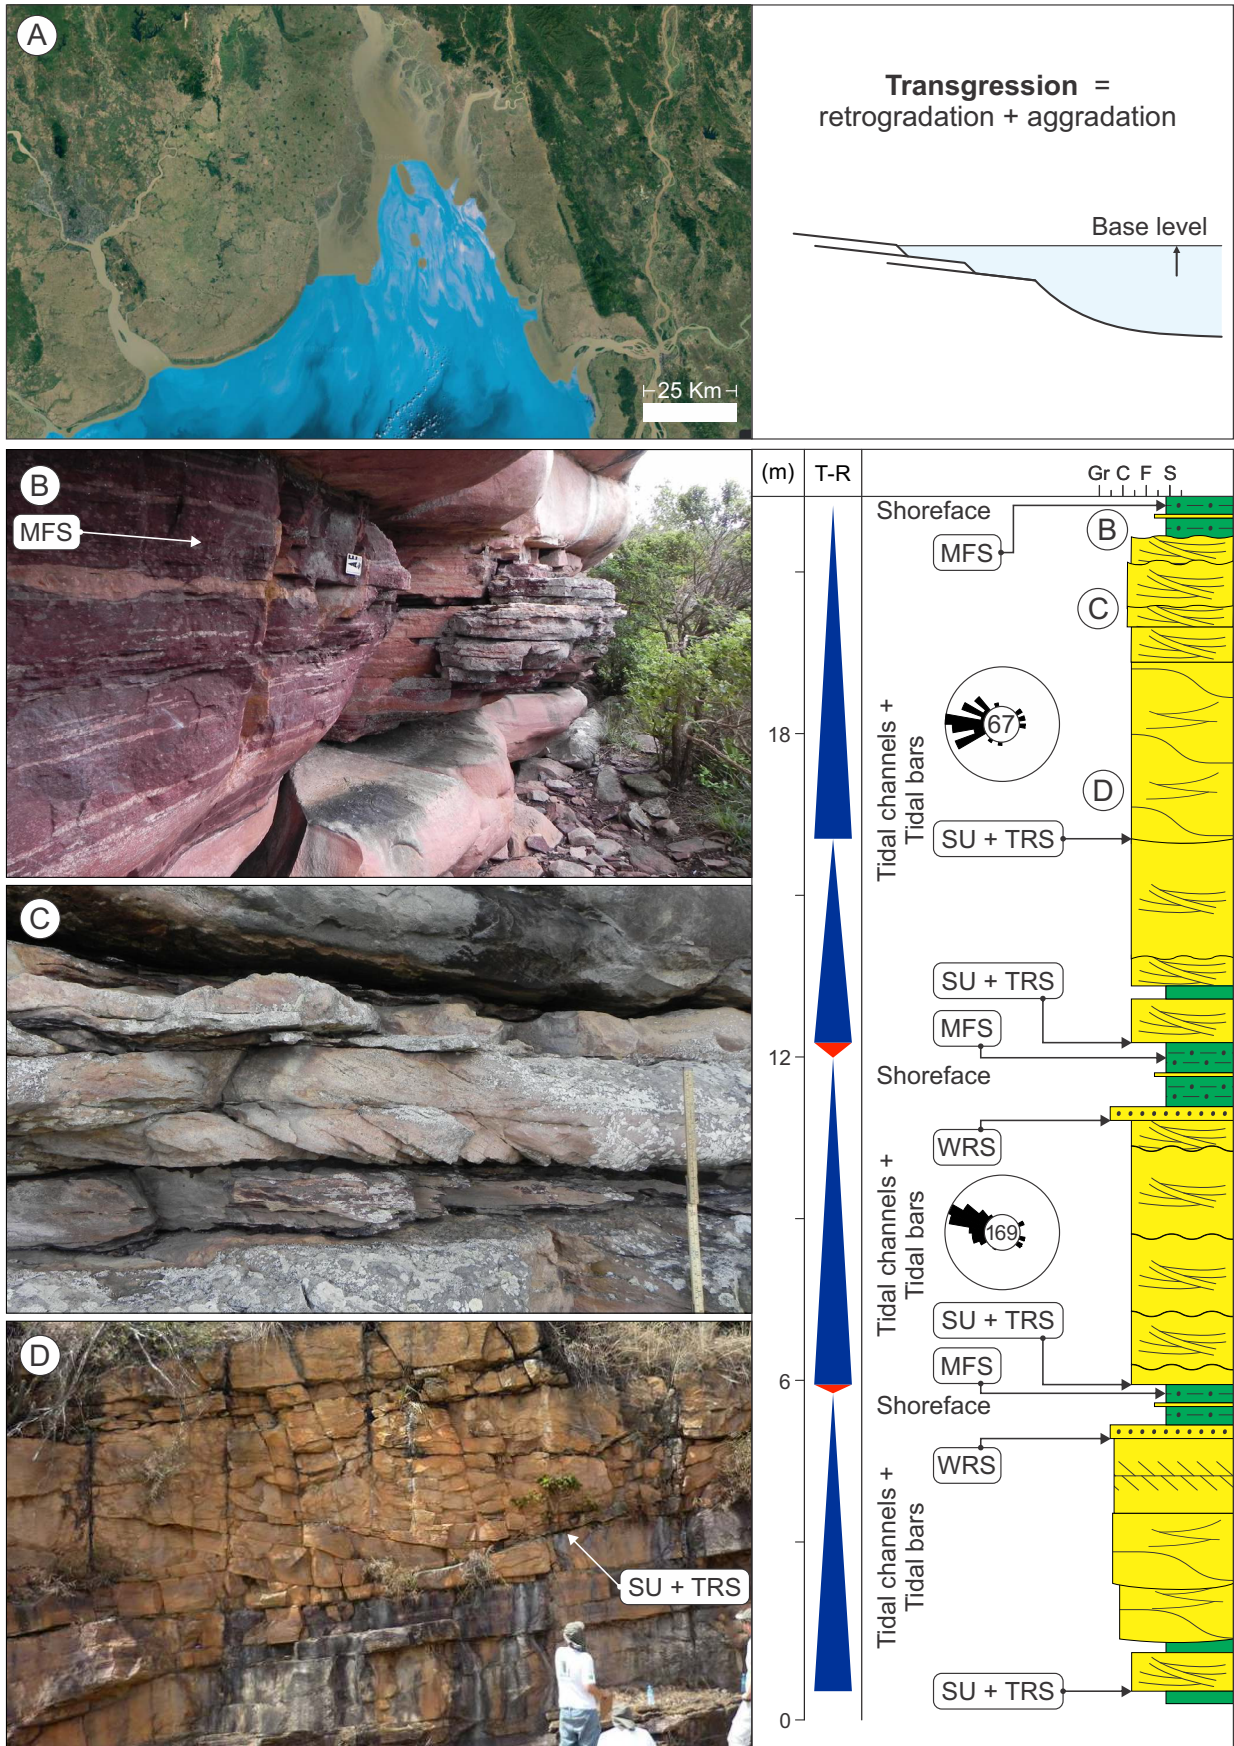 A
Transgression =
retrogradation + aggradation
Base level
25 Km
B
MFS
C
D
SU + TRS
(m)
T-R
Gr C F S
Shoreface
MFS
B
C
67
18
Tidal channels +
Tidal bars
D
SU + TRS
15
SU + TRS
MFS
12
Shoreface
WRS
Tidal channels +
Tidal bars
169
SU + TRS
MFS
6
Shoreface
WRS
Tidal channels +
Tidal bars
SU + TRS
0